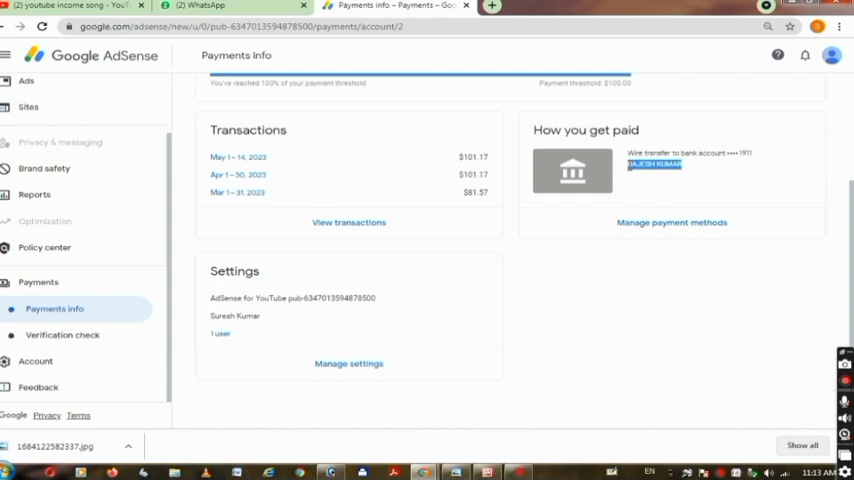 (2) youtube income song - YouT
(2) WhatsApp
Payments info – Payments – Goo
google.com/adsense/new/u/0/pub-6347013594878500/payments/account/2
S
Google AdSense
Payments info
Ads
Sites
Privacy & messaging
Brand safety
Reports
Optimization
Policy center
Payments
Payments info
Verification check
Account
Feedback
Google Privacy Terms
You've reached 100% of your payment threshold
Payment threshold: $100.00
Transactions
May 1 – 14, 2023 $101.17
Apr 1 – 30, 2023 $101.17
Mar 1 – 31, 2023 $81.57
View transactions
How you get paid
Wire transfer to bank account •••• 1911
RAJESH KUMAR
Manage payment methods
Settings
AdSense for YouTube pub-6347013594878500
Suresh Kumar
1 user
Manage settings
1684122582337.jpg
Show all
EN
11:13 AM